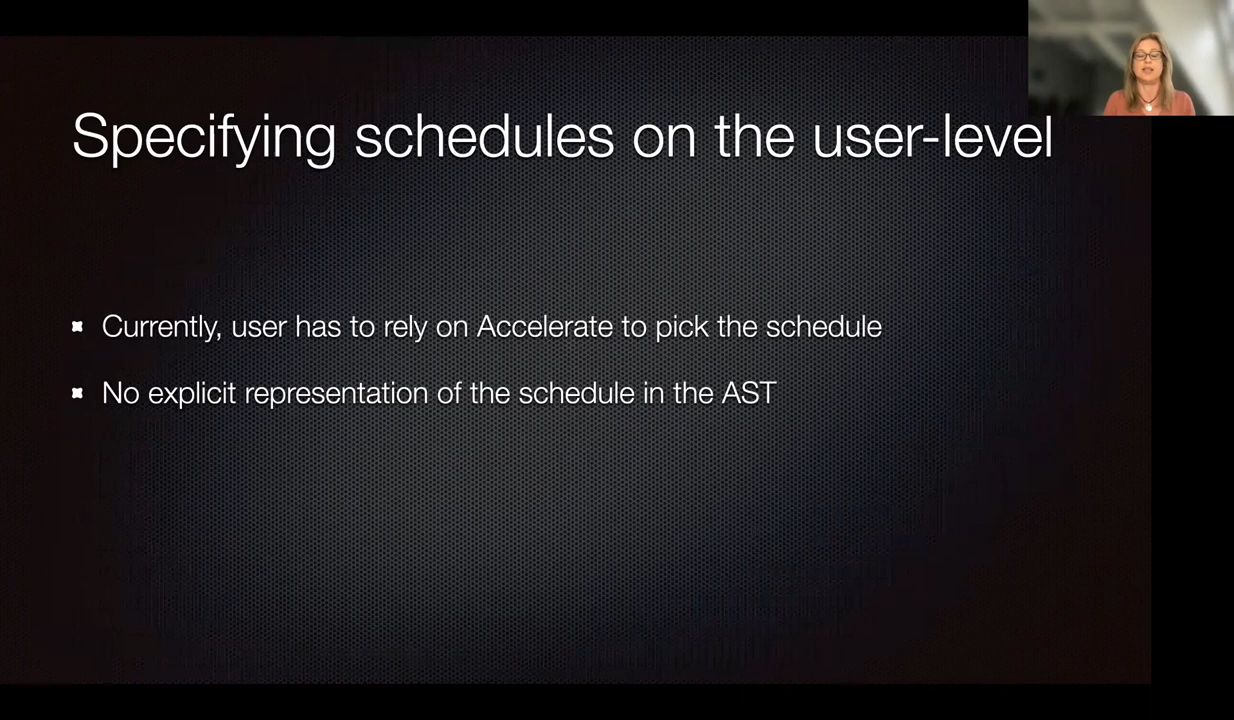 Specifying schedules on the user-level
Currently, user has to rely on Accelerate to pick the schedule
No explicit representation of the schedule in the AST